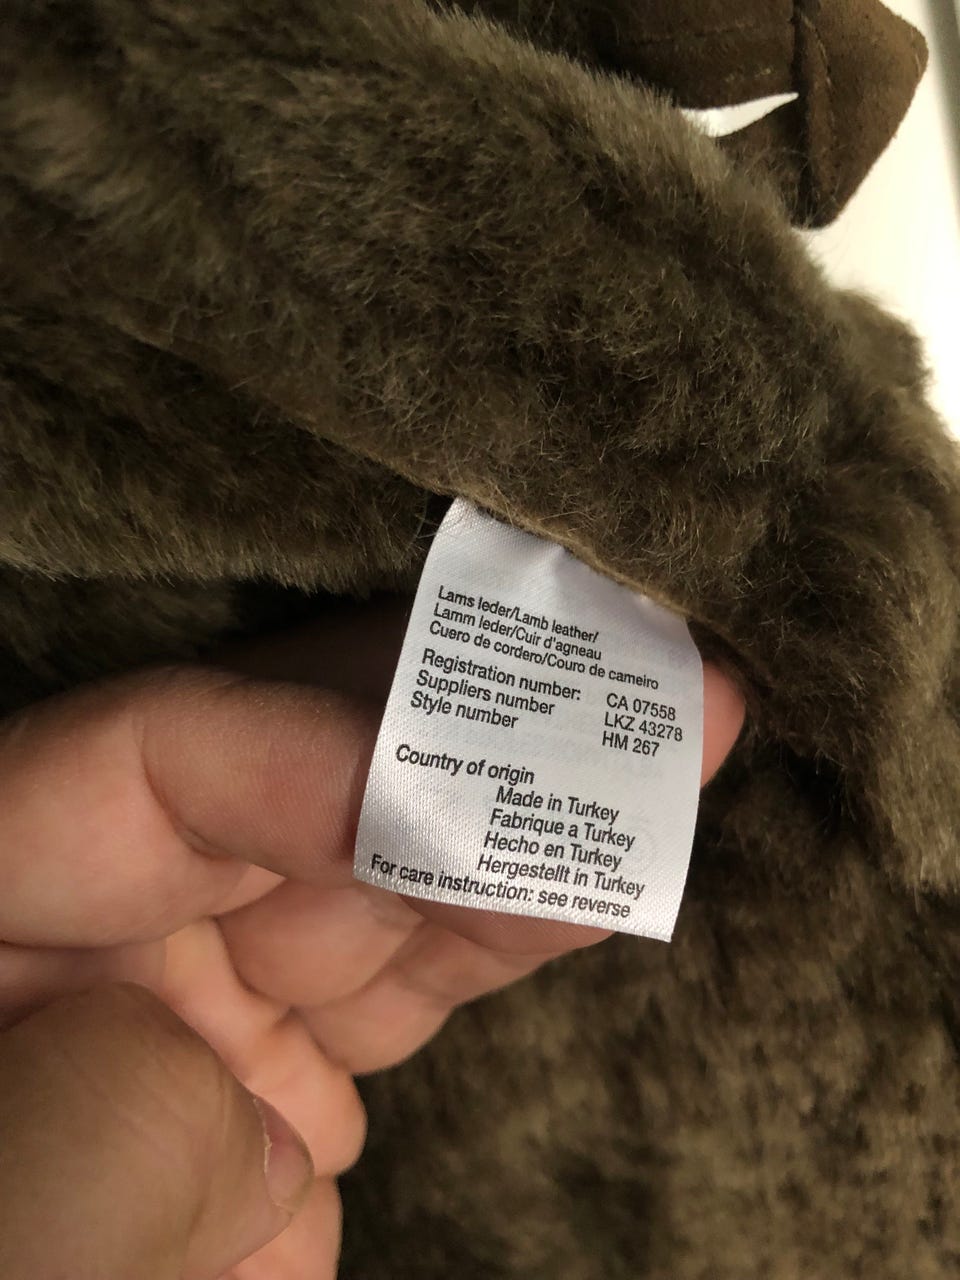 Lams leder/Lamb leather/
Lamm leder/Cuir d'agneau
Cuero de cordero/Couro de carneiro
Registration number: CA 07558
Suppliers number LKZ 43278
Style number HM 267
Country of origin
Made in Turkey
Fabrique a Turkey
Hecho en Turkey
Hergestellt in Turkey
For care instruction: see reverse